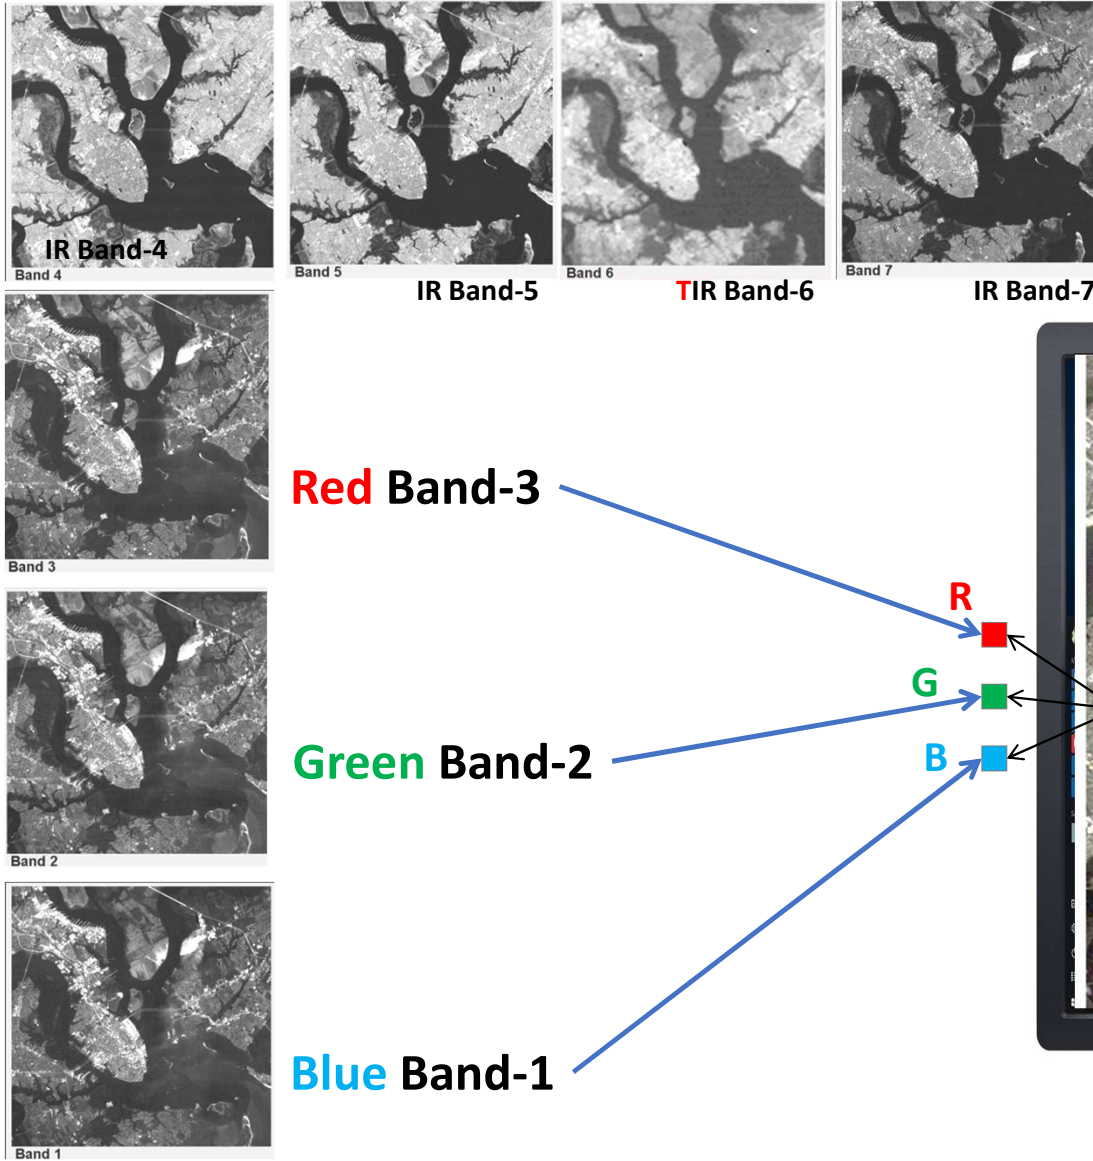 IR Band-4
Band 4
Band 5
Band 6
Band 7
IR Band-5
TIR Band-6
IR Band-7
Band 3
Red Band-3
R
G
B
Green Band-2
Band 2
Blue Band-1
Band 1